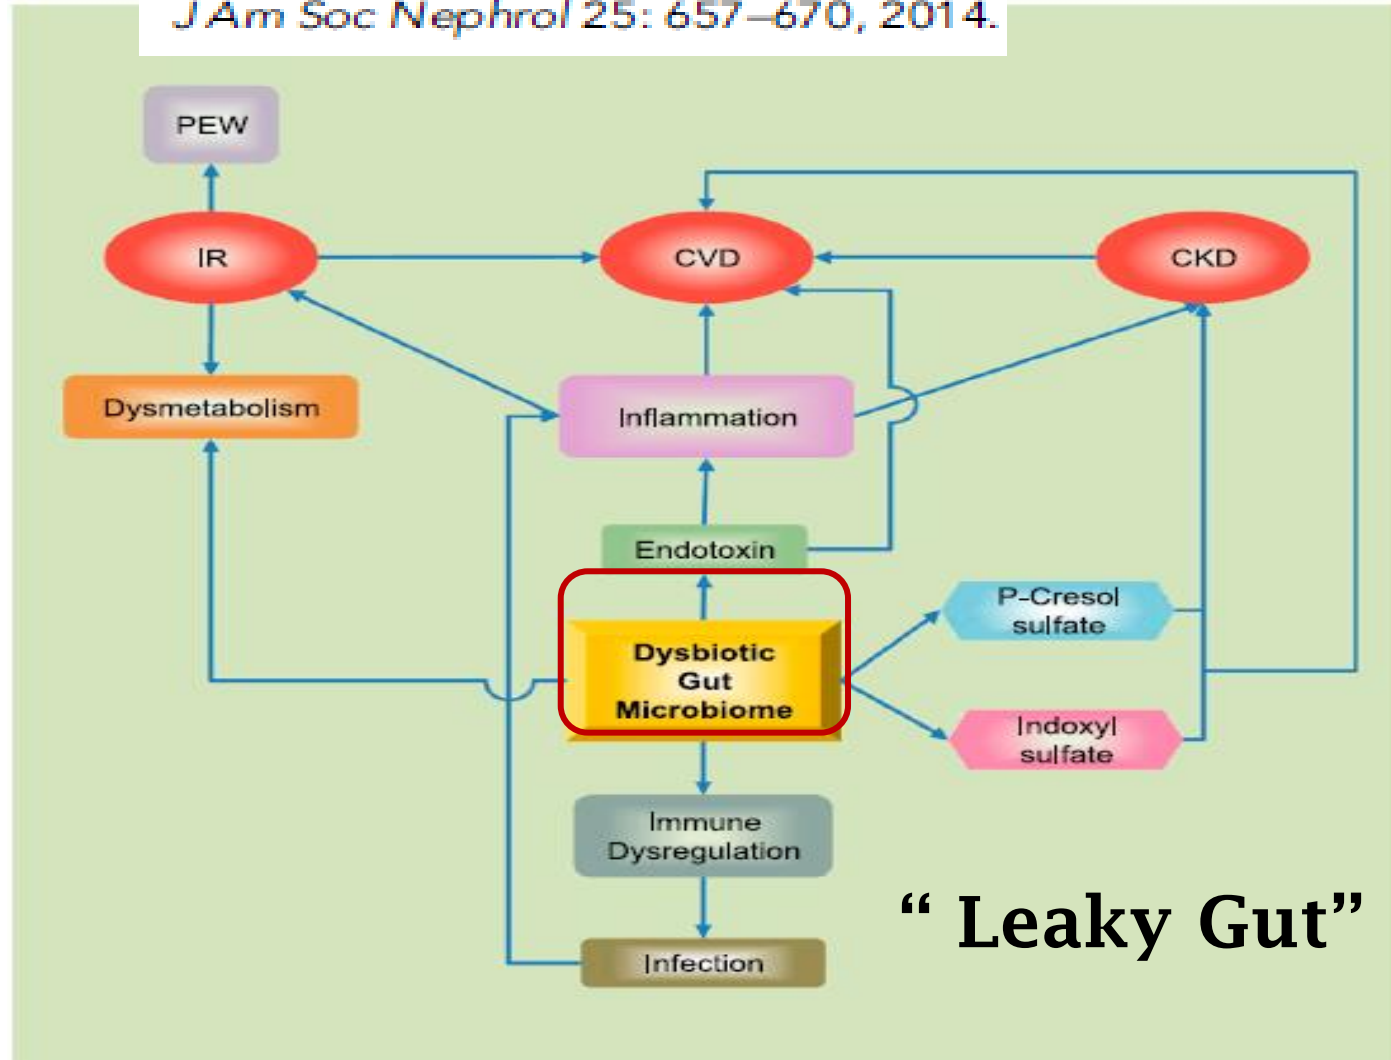 J Am Soc Nephrol 25: 657–670, 2014.
PEW
IR
CVD
CKD
Dysmetabolism
Inflammation
Endotoxin
P-Cresol
sulfate
Dysbiotic
Gut
Microbiome
Indoxyl
sulfate
Immune
Dysregulation
“ Leaky Gut”
Infection